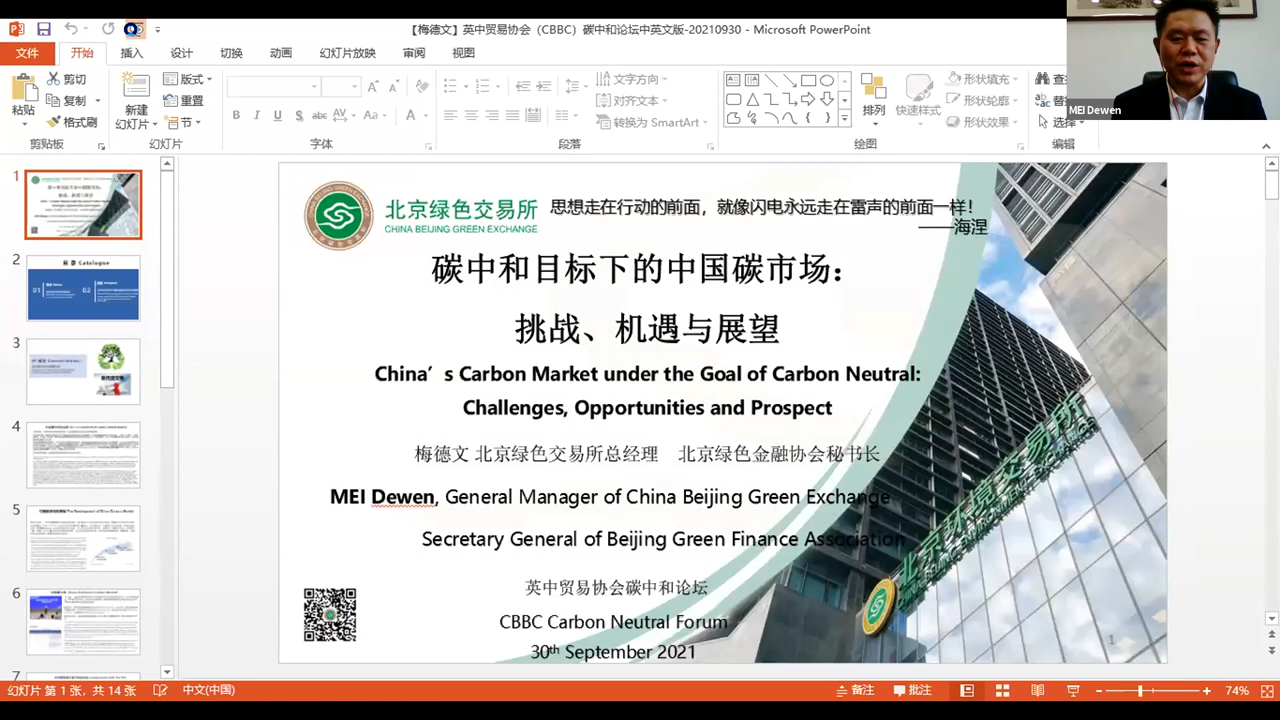 【梅德文】英中贸易协会（CBBC）碳中和论坛中英文版-20210930 - Microsoft PowerPoint
文件 开始 插入 设计 切换 动画 幻灯片放映 审阅 视图
粘贴 剪切 复制 格式刷
新建 幻灯片 版式 重置 节
文字方向 对齐文本 转换为 SmartArt
排列 快速样式 形状填充 形状轮廓 形状效果
选择
剪贴板 幻灯片 字体 段落 绘图 编辑
MEI Dewen
1
2
3
4
5
6
7
北京绿色交易所
CHINA BEIJING GREEN EXCHANGE
思想走在行动的前面，就像闪电永远走在雷声的前面一样！
——海涅
碳中和目标下的中国碳市场：
挑战、机遇与展望
China’s Carbon Market under the Goal of Carbon Neutral:
Challenges, Opportunities and Prospect
梅德文 北京绿色交易所总经理 北京绿色金融协会秘书长
MEI Dewen, General Manager of China Beijing Green Exchange
Secretary General of Beijing Green Finance Association
英中贸易协会碳中和论坛
CBBC Carbon Neutral Forum
30th September 2021
1
幻灯片 第 1 张，共 14 张 中文(中国) 备注 批注 74%